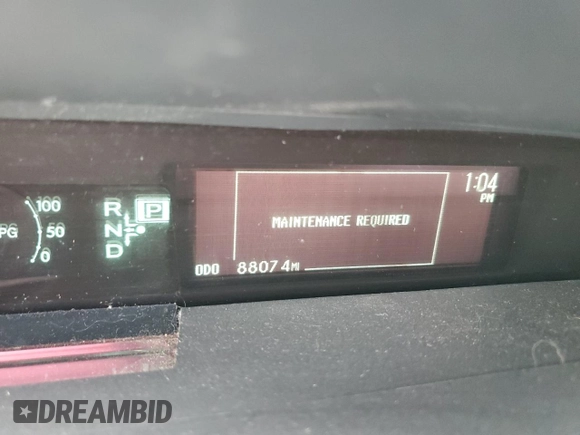 1:04
PM
MAINTENANCE REQUIRED
ODO 88074 MI
PG
100
50
0
R
P
N
D
DREAMBID